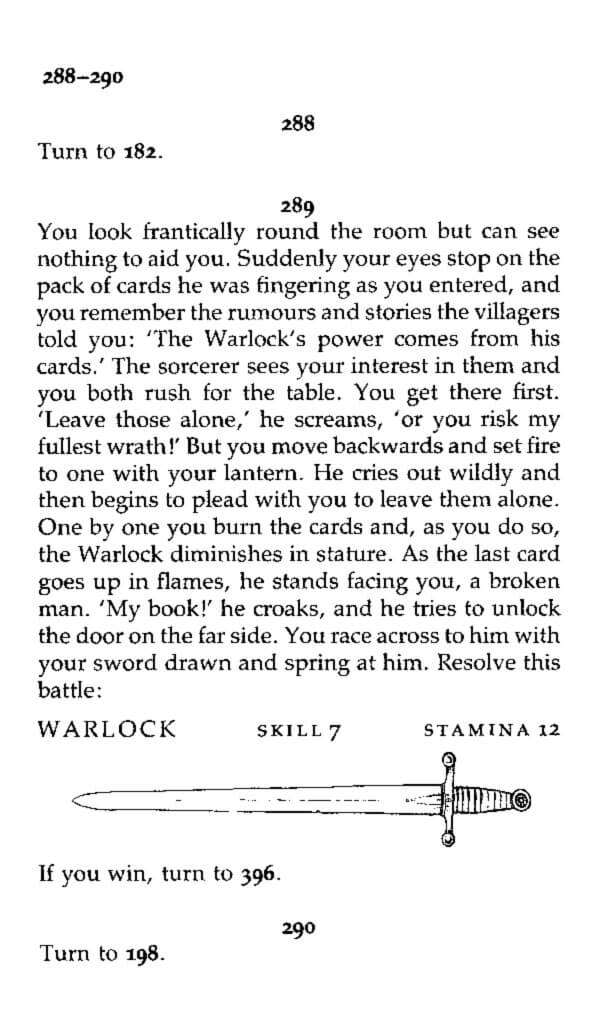 288–290
288
Turn to 182.
289
You look frantically round the room but can see
nothing to aid you. Suddenly your eyes stop on the
pack of cards he was fingering as you entered, and
you remember the rumours and stories the villagers
told you: ‘The Warlock’s power comes from his
cards.’ The sorcerer sees your interest in them and
you both rush for the table. You get there first.
‘Leave those alone,’ he screams, ‘or you risk my
fullest wrath!’ But you move backwards and set fire
to one with your lantern. He cries out wildly and
then begins to plead with you to leave them alone.
One by one you burn the cards and, as you do so,
the Warlock diminishes in stature. As the last card
goes up in flames, he stands facing you, a broken
man. ‘My book!’ he croaks, and he tries to unlock
the door on the far side. You race across to him with
your sword drawn and spring at him. Resolve this
battle:
WARLOCK SKILL 7 STAMINA 12
If you win, turn to 396.
290
Turn to 198.